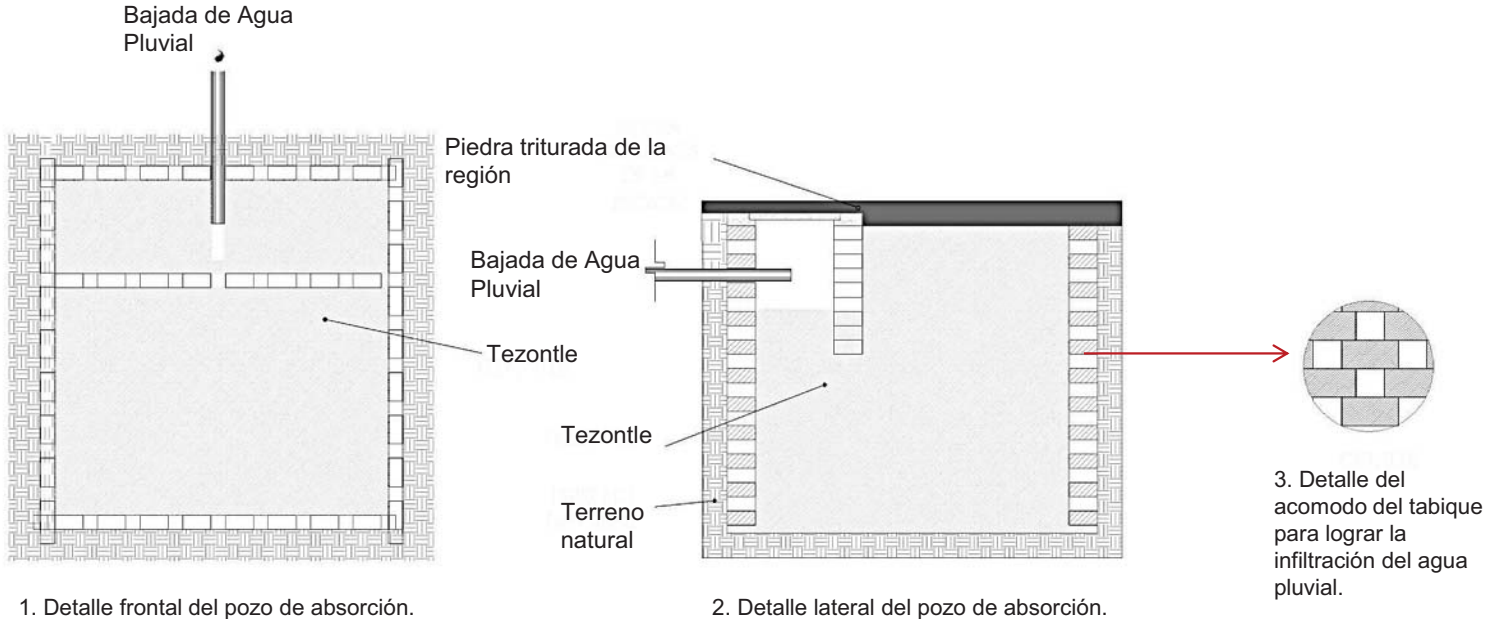 Bajada de Agua
Pluvial
Piedra triturada de la
región
Bajada de Agua
Pluvial
Tezontle
Tezontle
Terreno
natural
3. Detalle del
acomodo del tabique
para lograr la
infiltración del agua
pluvial.
1. Detalle frontal del pozo de absorción.
2. Detalle lateral del pozo de absorción.